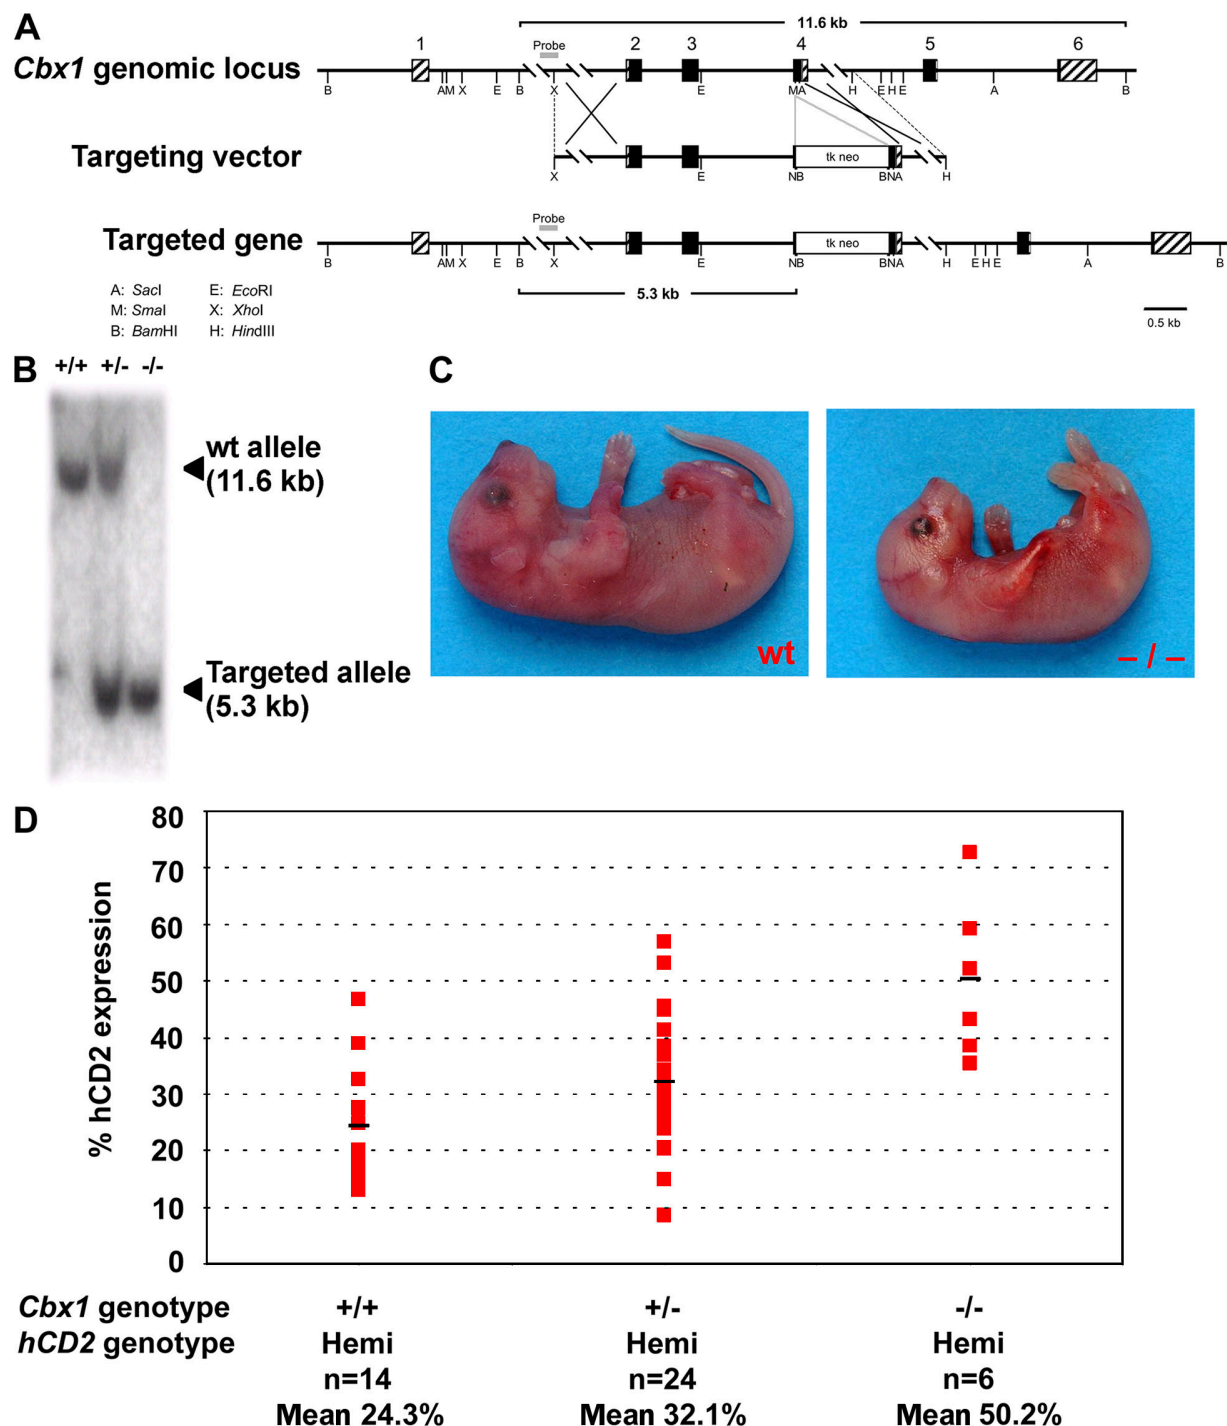 A
11.6 kb
Probe
1 2 3 4 5 6
Cbx1 genomic locus
B AM X E B X E MA H E H E A B
Targeting vector
tk neo
X E NB BNA H
Probe
Targeted gene
tk neo
B AM X E B X E NB BNA H E H E A B
5.3 kb
A: SacI E: EcoRI
M: SmaI X: XhoI
B: BamHI H: HindIII
0.5 kb
B
+/+ +/- -/-
wt allele
(11.6 kb)
Targeted allele
(5.3 kb)
C
wt
– / –
D
% hCD2 expression
80
70
60
50
40
30
20
10
0
Cbx1 genotype +/+ +/- -/-
hCD2 genotype Hemi Hemi Hemi
n=14 n=24 n=6
Mean 24.3% Mean 32.1% Mean 50.2%